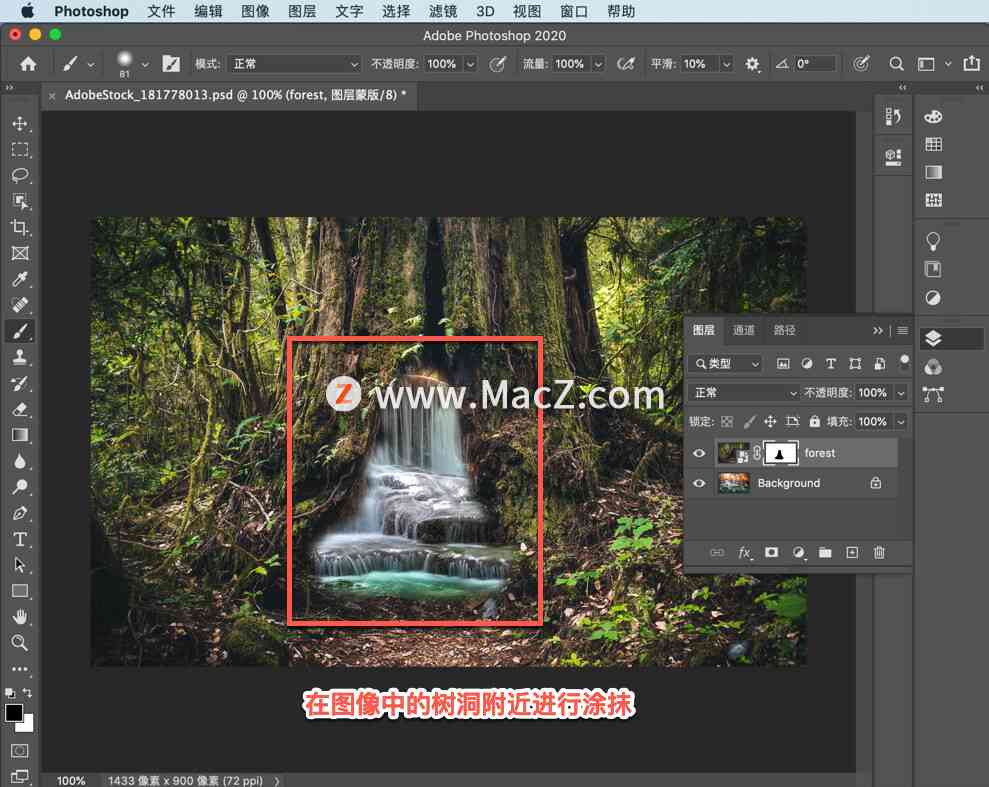 Photoshop 文件 编辑 图像 图层 文字 选择 滤镜 3D 视图 窗口 帮助
Adobe Photoshop 2020
81 模式: 正常 不透明度: 100% 流量: 100% 平滑: 10% 0°
× AdobeStock_181778013.psd @ 100% (forest, 图层蒙版/8) *
图层 通道 路径
类型
正常 不透明度: 100%
锁定: 填充: 100%
forest
Background
fx
Z www.MacZ.com
在图像中的树洞附近进行涂抹
100% 1433 像素 x 900 像素 (72 ppi)